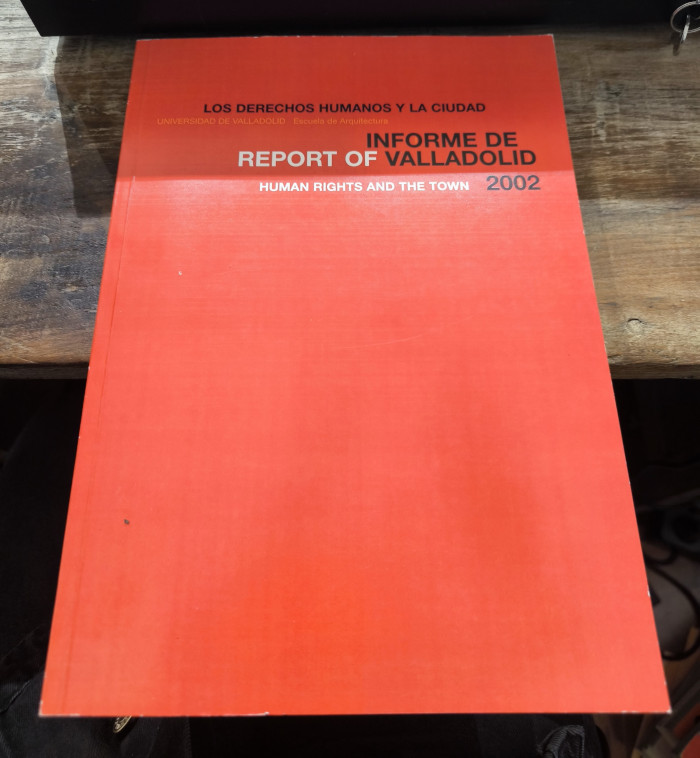 LOS DERECHOS HUMANOS Y LA CIUDAD
UNIVERSIDAD DE VALLADOLID . Escuela de Arquitectura
INFORME DE
REPORT OF VALLADOLID
HUMAN RIGHTS AND THE TOWN 2002